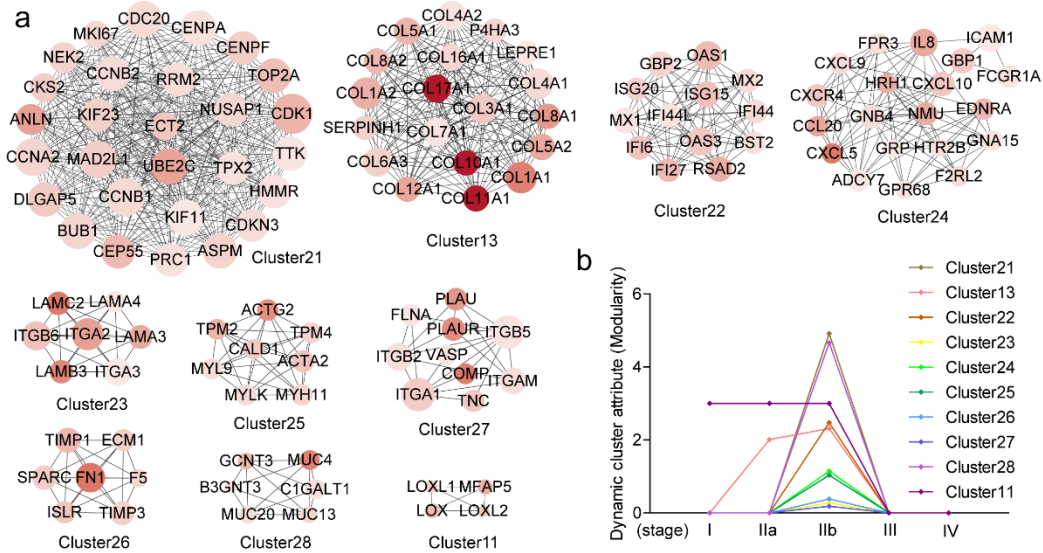 a
CDC20
CENPA
MKI67
CENPF
NEK2
CCNB2
RRM2
TOP2A
CKS2
ANLN
KIF23
NUSAP1
CDK1
ECT2
CCNA2
MAD2L1
UBE2C
TPX2
TTK
DLGAP5
CCNB1
HMMR
KIF11
BUB1
CDKN3
CEP55
PRC1
ASPM
Cluster21
COL4A2
COL5A1
P4HA3
COL8A2
COL16A1
LEPRE1
COL1A2
COL17A1
COL4A1
COL3A1
COL8A1
SERPINH1
COL7A1
COL5A2
COL6A3
COL10A1
COL1A1
COL12A1
COL11A1
Cluster13
OAS1
GBP2
MX2
ISG20
ISG15
MX1
IFI44L
IFI44
IFI6
OAS3
BST2
IFI27
RSAD2
Cluster22
FPR3
IL8
ICAM1
CXCL9
GBP1
HRH1
CXCL10
FCGR1A
CXCR4
GNB4
NMU
EDNRA
CCL20
GRP
HTR2B
GNA15
CXCL5
ADCY7
F2RL2
GPR68
Cluster24
LAMC2
LAMA4
ITGB6
ITGA2
LAMA3
LAMB3
ITGA3
Cluster23
ACTG2
TPM2
TPM4
CALD1
MYL9
ACTA2
MYLK
MYH11
Cluster25
PLAU
FLNA
PLAUR
ITGB5
ITGB2
VASP
COMP
ITGAM
ITGA1
TNC
Cluster27
TIMP1
ECM1
SPARC
FN1
F5
ISLR
TIMP3
Cluster26
GCNT3
MUC4
B3GNT3
C1GALT1
MUC20
MUC13
Cluster28
LOXL1
MFAP5
LOX
LOXL2
Cluster11
b
Dynamic cluster attribute (Modularity)
6
4
2
0
(stage)
I
IIa
IIb
III
IV
Cluster21
Cluster13
Cluster22
Cluster23
Cluster24
Cluster25
Cluster26
Cluster27
Cluster28
Cluster11